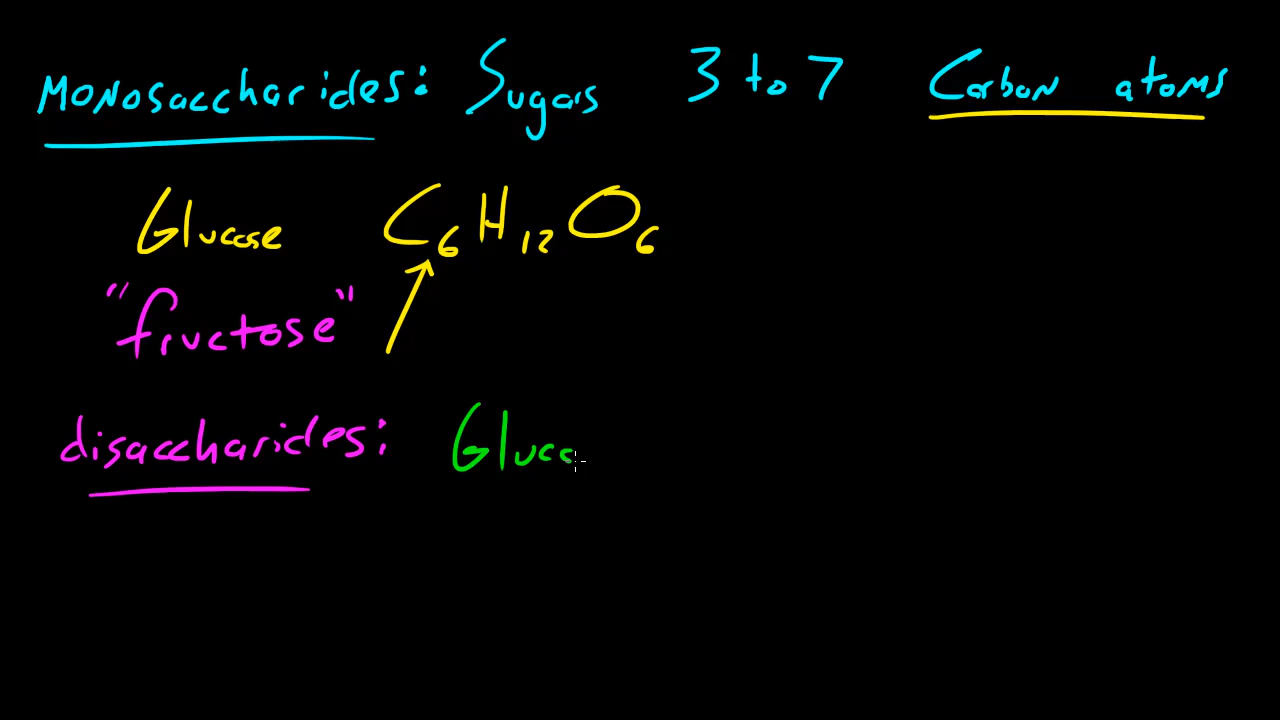 Monosaccharides: Sugars 3 to 7 Carbon atoms
Glucose C₆H₁₂O₆
"fructose"
disaccharides: Gluco